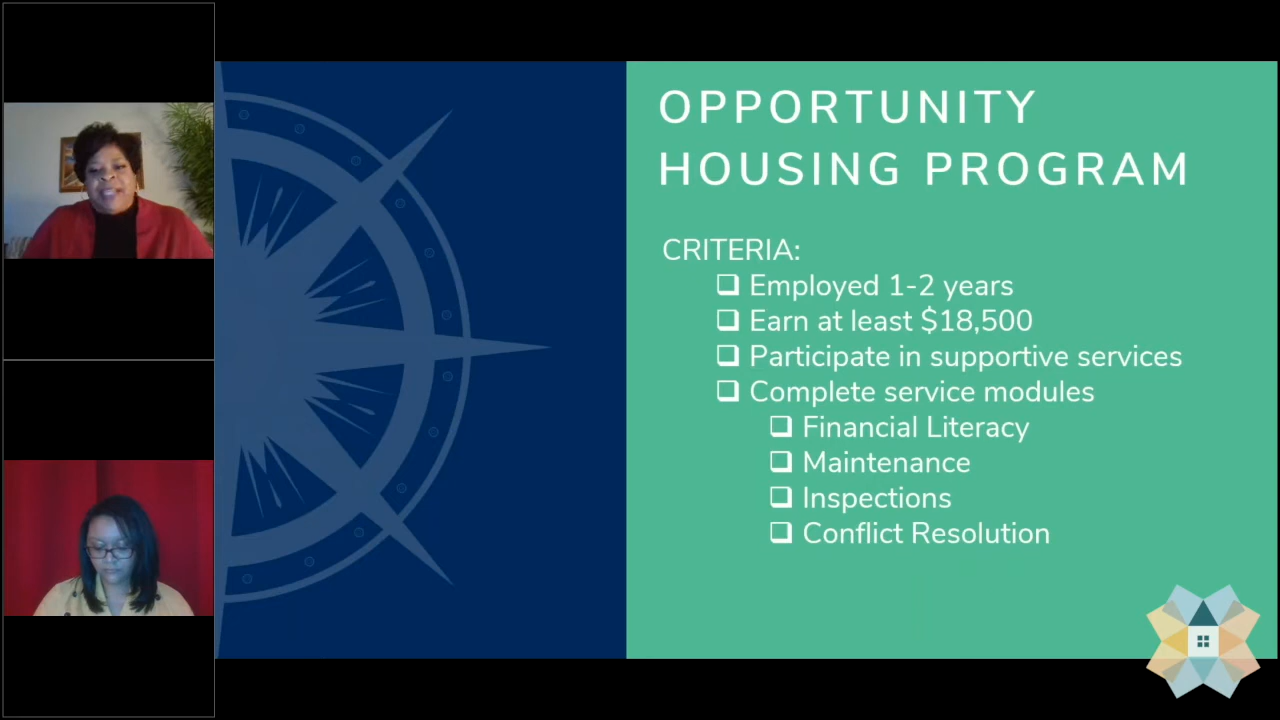 OPPORTUNITY
HOUSING PROGRAM
CRITERIA:
❑ Employed 1-2 years
❑ Earn at least $18,500
❑ Participate in supportive services
❑ Complete service modules
❑ Financial Literacy
❑ Maintenance
❑ Inspections
❑ Conflict Resolution